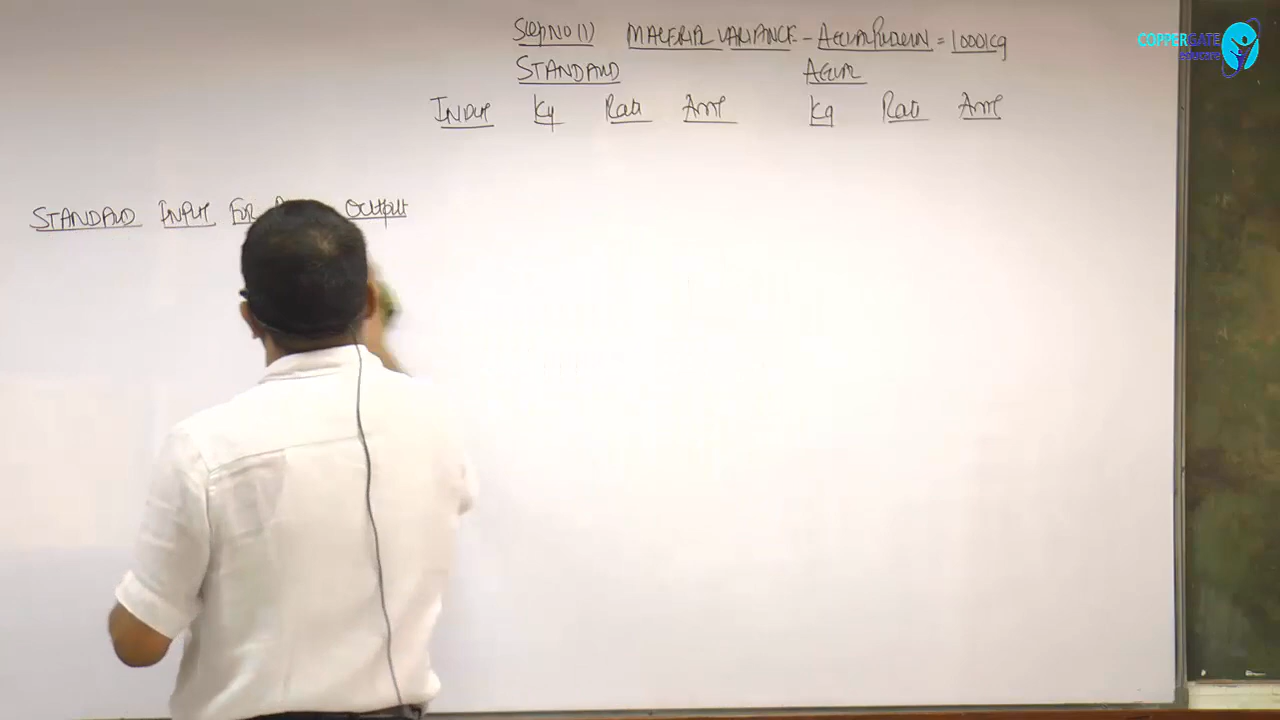 Step NO (1) MATERIAL VARIANCE - Actual Production = 1000 kg
STANDARD ACTUAL
INPUT Kg Rate Amt Kg Rate Amt
STANDARD INPUT FOR OUTPUT
COPPERGATE
educare